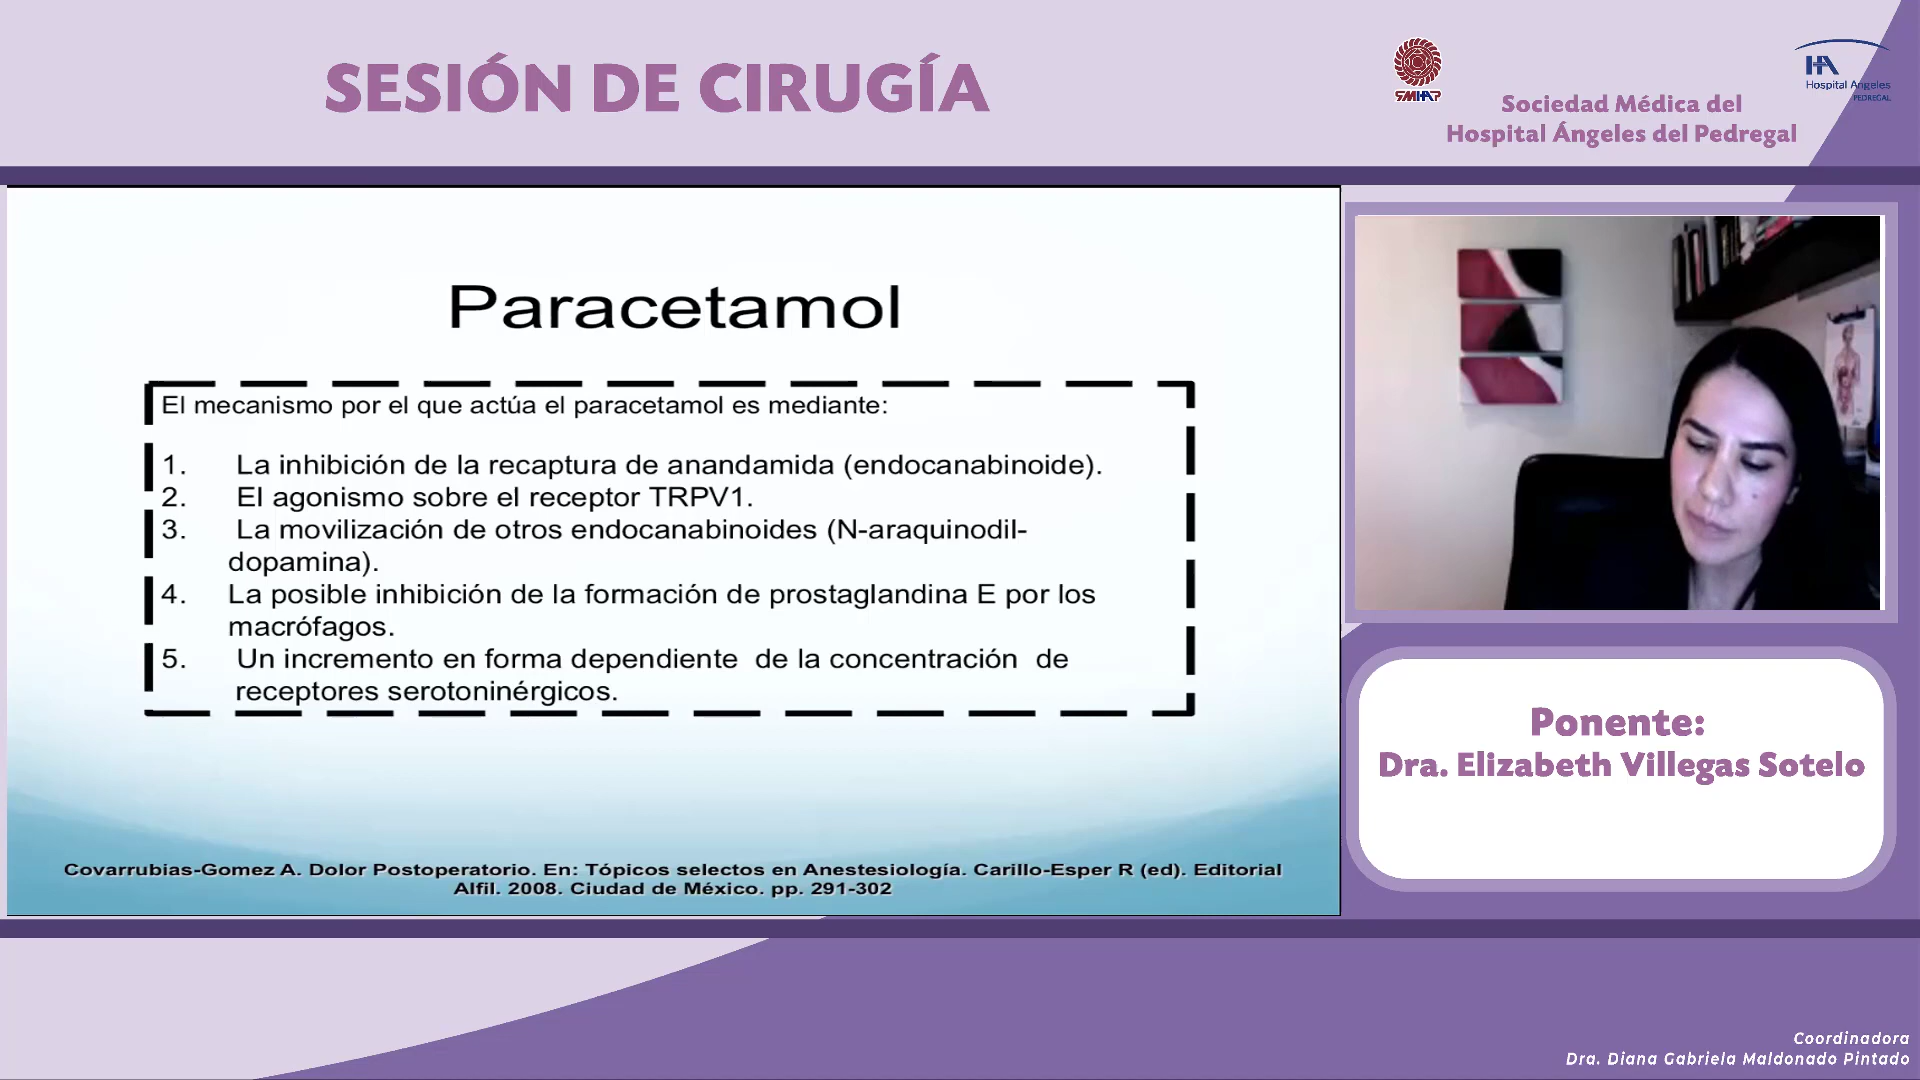 SESIÓN DE CIRUGÍA
SMHAP
Sociedad Médica del
Hospital Ángeles del Pedregal
HA
Hospital Angeles
PEDREGAL
Paracetamol
El mecanismo por el que actúa el paracetamol es mediante:
1. La inhibición de la recaptura de anandamida (endocanabinoide).
2. El agonismo sobre el receptor TRPV1.
3. La movilización de otros endocanabinoides (N-araquinodil-
dopamina).
4. La posible inhibición de la formación de prostaglandina E por los
macrófagos.
5. Un incremento en forma dependiente de la concentración de
receptores serotoninérgicos.
Covarrubias-Gomez A. Dolor Postoperatorio. En: Tópicos selectos en Anestesiología. Carillo-Esper R (ed). Editorial
Alfil. 2008. Ciudad de México. pp. 291-302
Ponente:
Dra. Elizabeth Villegas Sotelo
Coordinadora
Dra. Diana Gabriela Maldonado Pintado